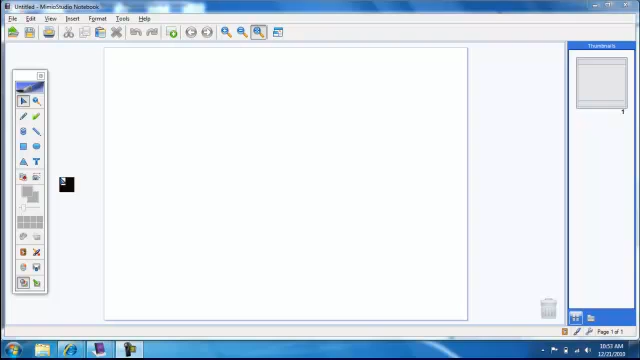 Untitled - MimioStudio Notebook
File Edit View Insert Format Tools Help
Thumbnails
1
Page 1 of 1
10:53 AM
12/21/2010